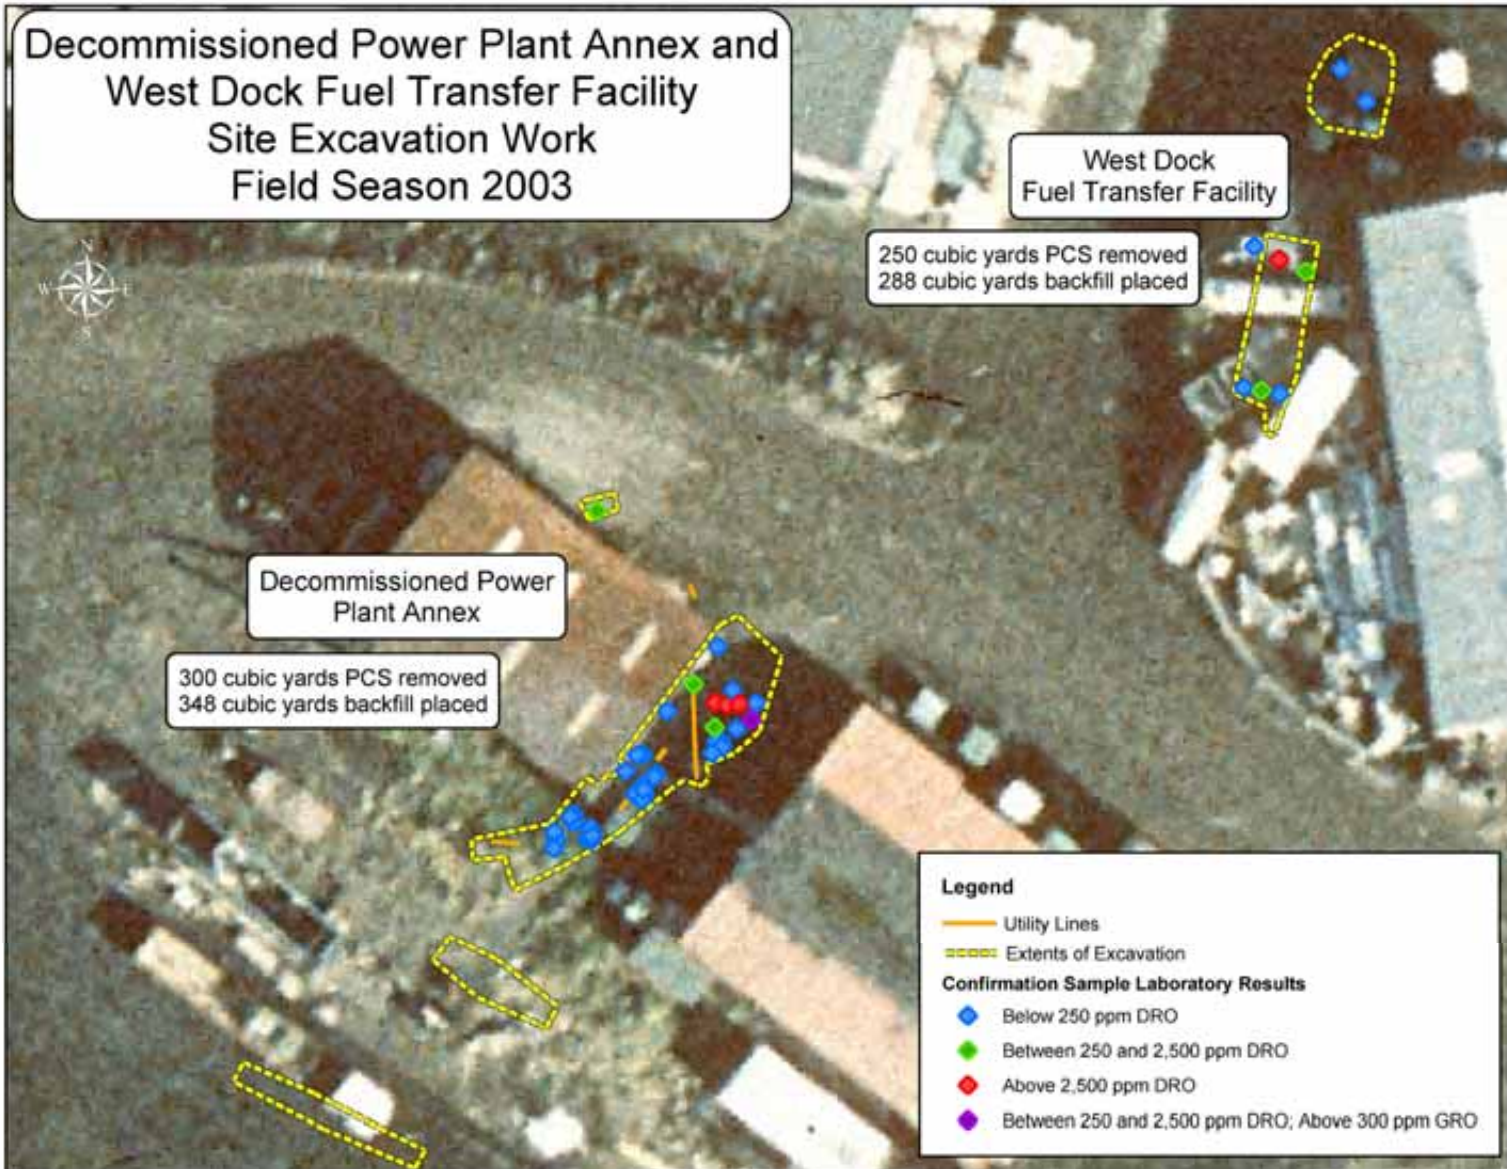 Decommissioned Power Plant Annex and
West Dock Fuel Transfer Facility
Site Excavation Work
Field Season 2003
N
W
E
S
West Dock
Fuel Transfer Facility
250 cubic yards PCS removed
288 cubic yards backfill placed
Decommissioned Power
Plant Annex
300 cubic yards PCS removed
348 cubic yards backfill placed
Legend
Utility Lines
Extents of Excavation
Confirmation Sample Laboratory Results
Below 250 ppm DRO
Between 250 and 2,500 ppm DRO
Above 2,500 ppm DRO
Between 250 and 2,500 ppm DRO; Above 300 ppm GRO